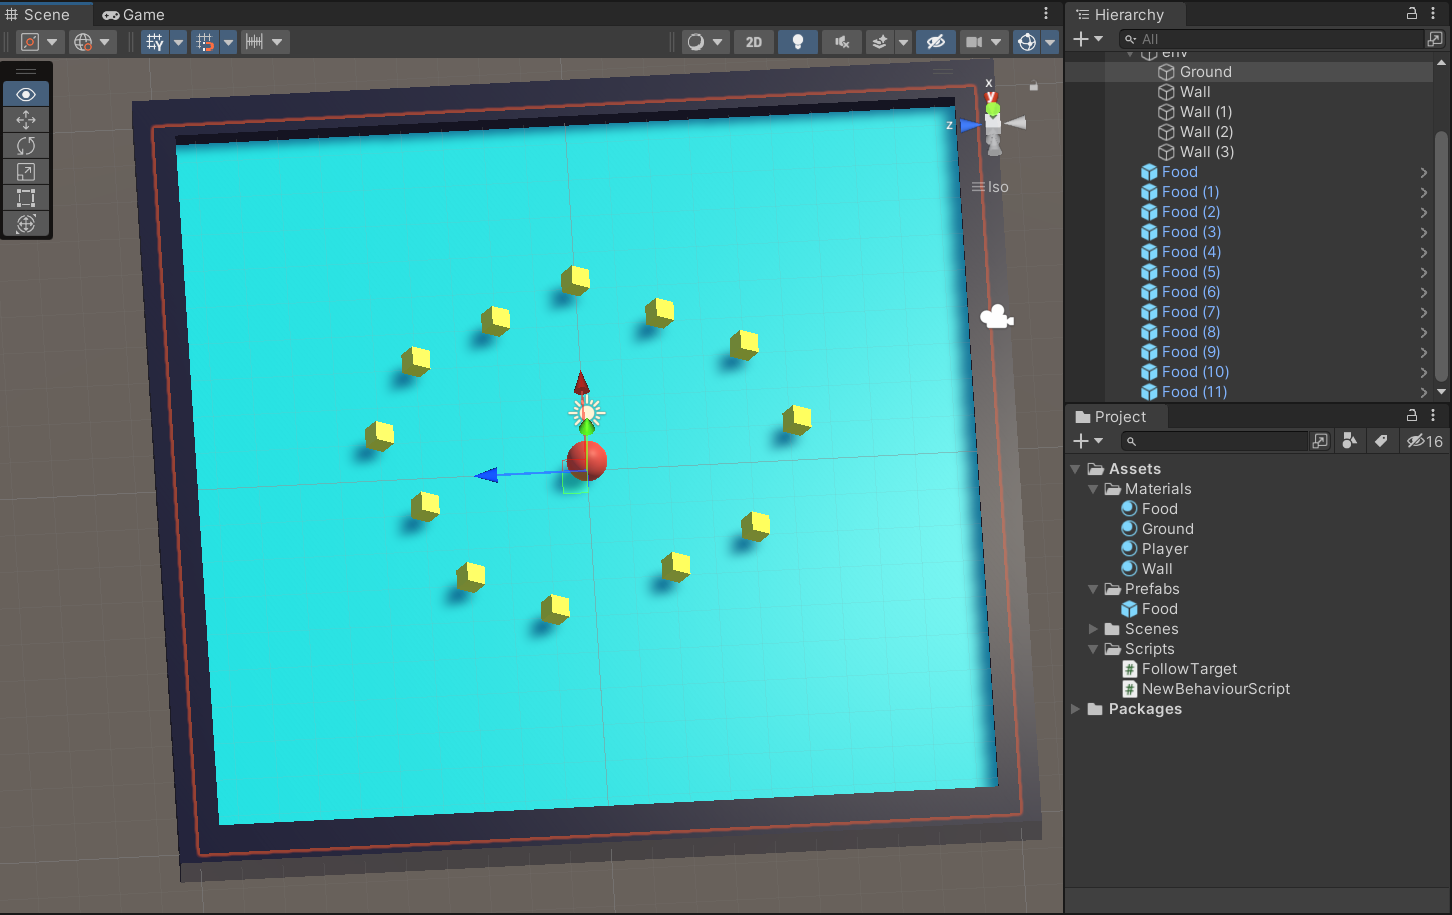 Scene
Game
2D
x
y
z
Iso
Hierarchy
All
env
Ground
Wall
Wall (1)
Wall (2)
Wall (3)
Food
Food (1)
Food (2)
Food (3)
Food (4)
Food (5)
Food (6)
Food (7)
Food (8)
Food (9)
Food (10)
Food (11)
Project
16
Assets
Materials
Food
Ground
Player
Wall
Prefabs
Food
Scenes
Scripts
# FollowTarget
# NewBehaviourScript
Packages